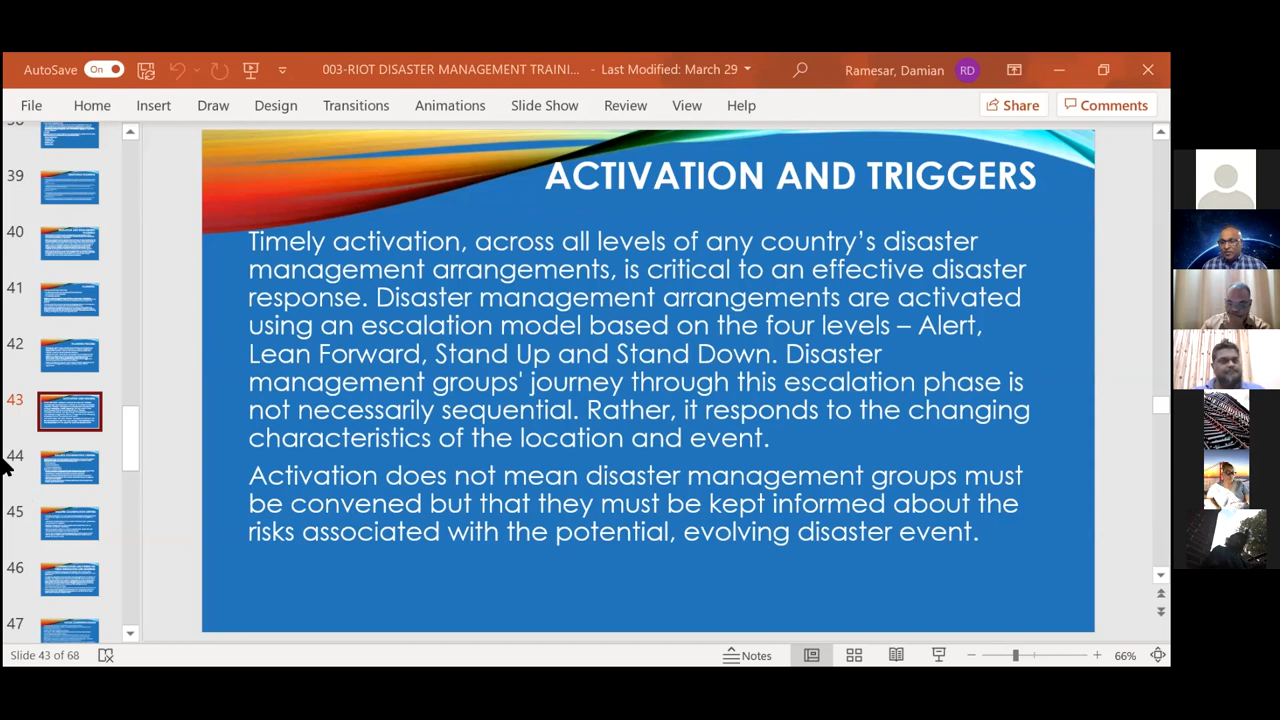 AutoSave On 003-RIOT DISASTER MANAGEMENT TRAINI... - Last Modified: March 29 Ramesar, Damian RD
File Home Insert Draw Design Transitions Animations Slide Show Review View Help Share Comments
39
40
41
42
43
44
45
46
47
ACTIVATION AND TRIGGERS
Timely activation, across all levels of any country's disaster
management arrangements, is critical to an effective disaster
response. Disaster management arrangements are activated
using an escalation model based on the four levels – Alert,
Lean Forward, Stand Up and Stand Down. Disaster
management groups' journey through this escalation phase is
not necessarily sequential. Rather, it responds to the changing
characteristics of the location and event.
Activation does not mean disaster management groups must
be convened but that they must be kept informed about the
risks associated with the potential, evolving disaster event.
Slide 43 of 68 Notes 66%